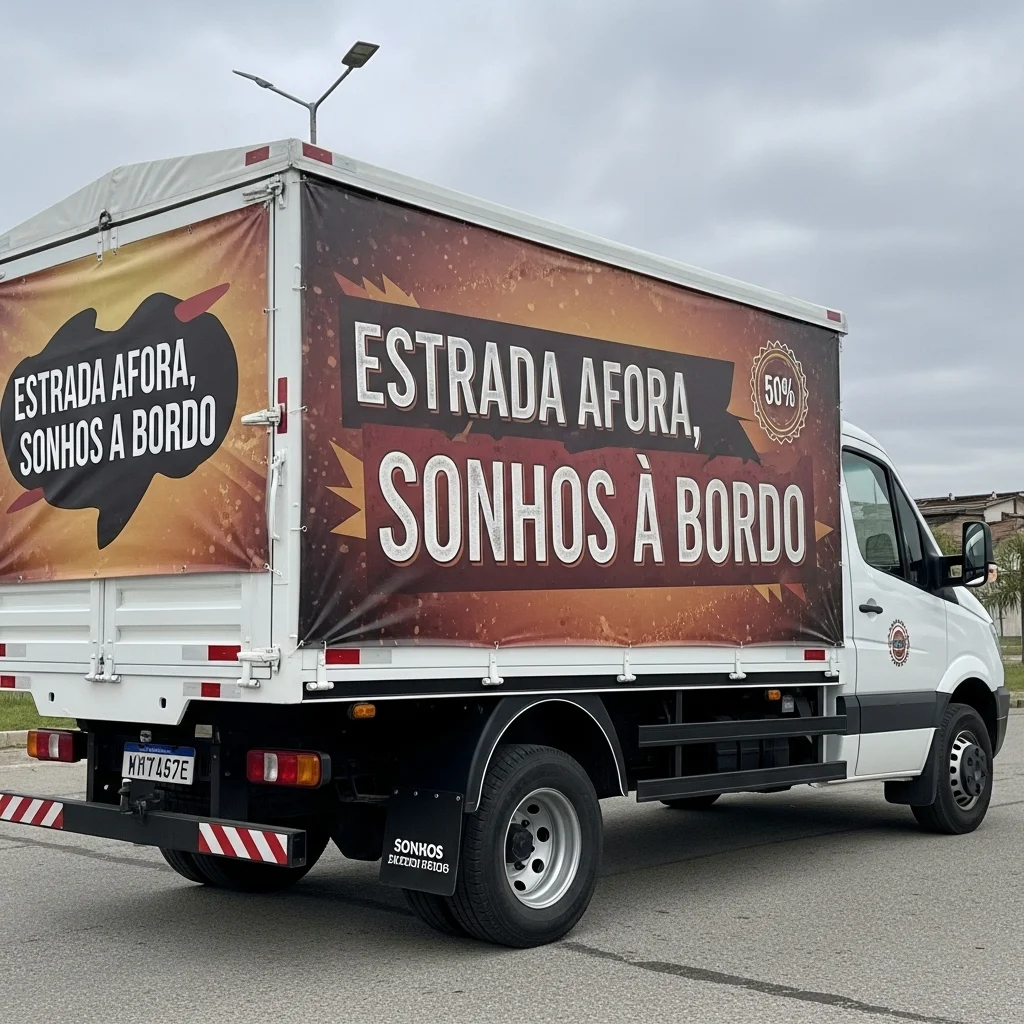 ESTRADA AFORA,
SONHOS A BORDO
ESTRADA AFORA,
SONHOS À BORDO
50%
SONHOS